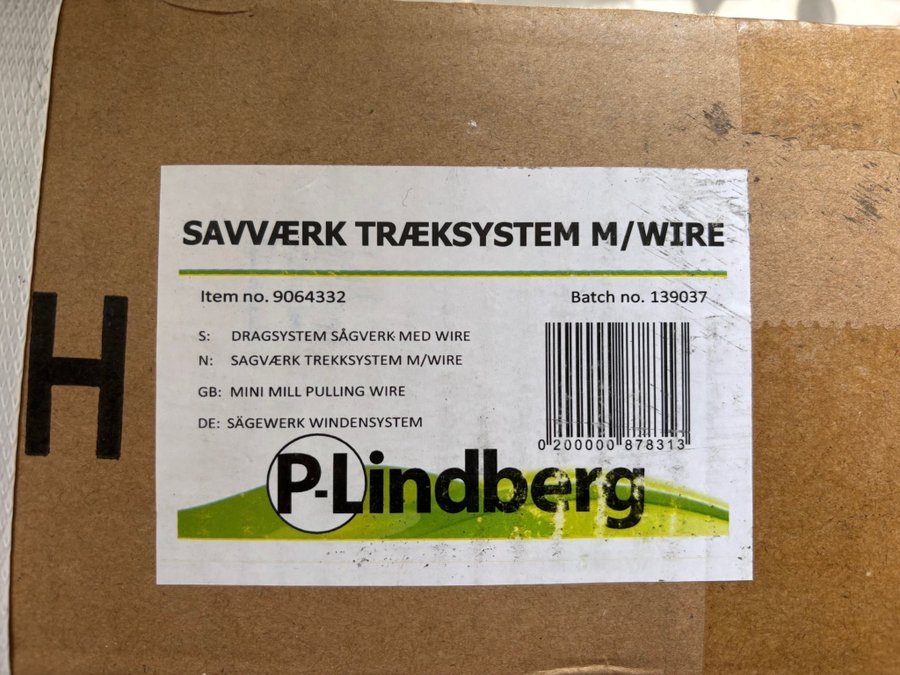 SAVVÆRK TRÆKSYSTEM M/WIRE
Item no. 9064332 Batch no. 139037
S: DRAGSYSTEM SÅGVERK MED WIRE
N: SAGVÆRK TREKKSYSTEM M/WIRE
GB: MINI MILL PULLING WIRE
DE: SÄGEWERK WINDENSYSTEM
0 200000 878313
P-Lindberg
H